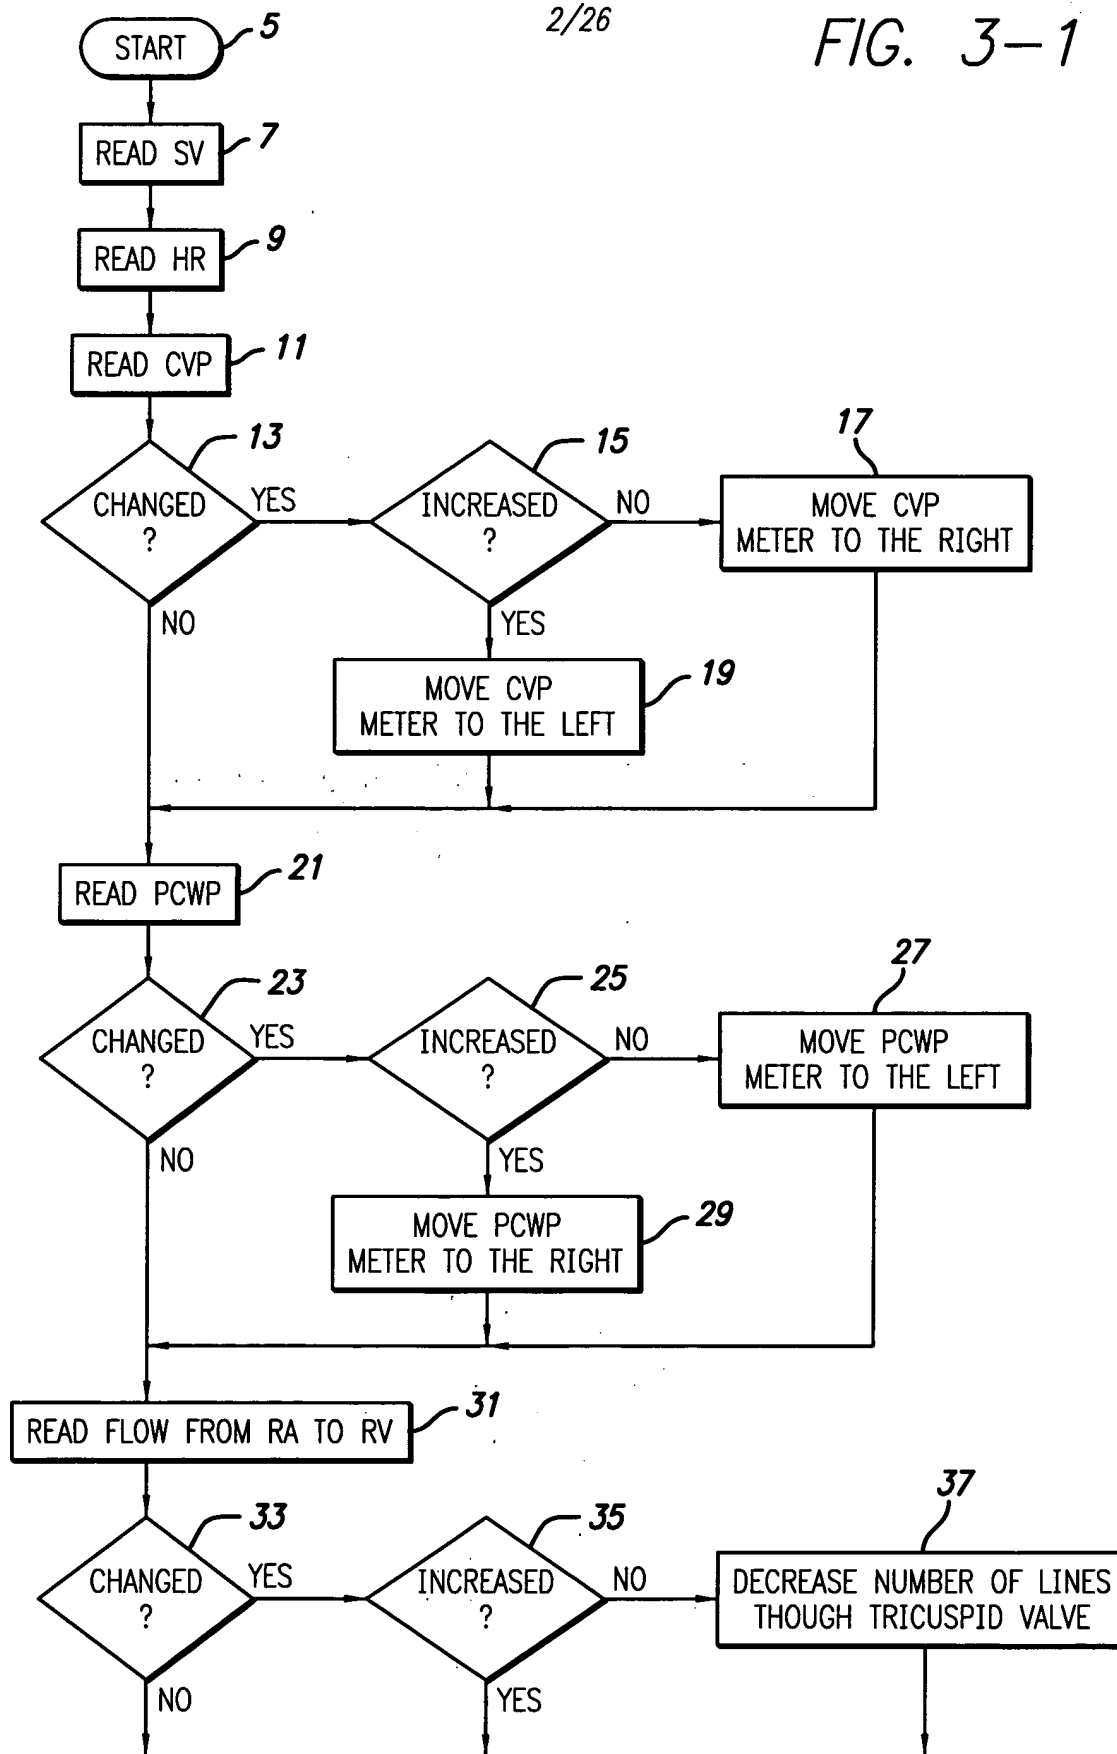 2/26
FIG. 3-1
START
5
READ SV
7
READ HR
9
READ CVP
11
CHANGED
?
13
YES
NO
INCREASED
?
15
NO
YES
17
MOVE CVP
METER TO THE RIGHT
MOVE CVP
METER TO THE LEFT
19
READ PCWP
21
CHANGED
?
23
YES
NO
INCREASED
?
25
NO
YES
27
MOVE PCWP
METER TO THE LEFT
MOVE PCWP
METER TO THE RIGHT
29
READ FLOW FROM RA TO RV
31
CHANGED
?
33
YES
NO
INCREASED
?
35
NO
YES
37
DECREASE NUMBER OF LINES
THOUGH TRICUSPID VALVE